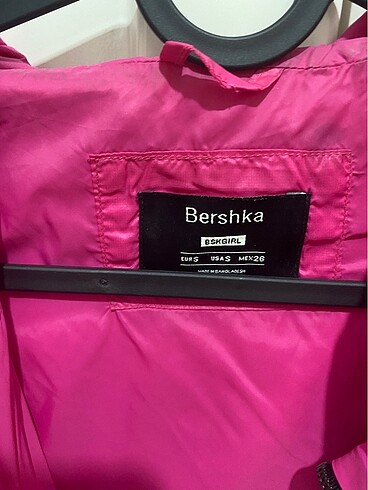 Bershka
BSKGIRL
EUR S USA S MEX 26
MADE IN BANGLADESH